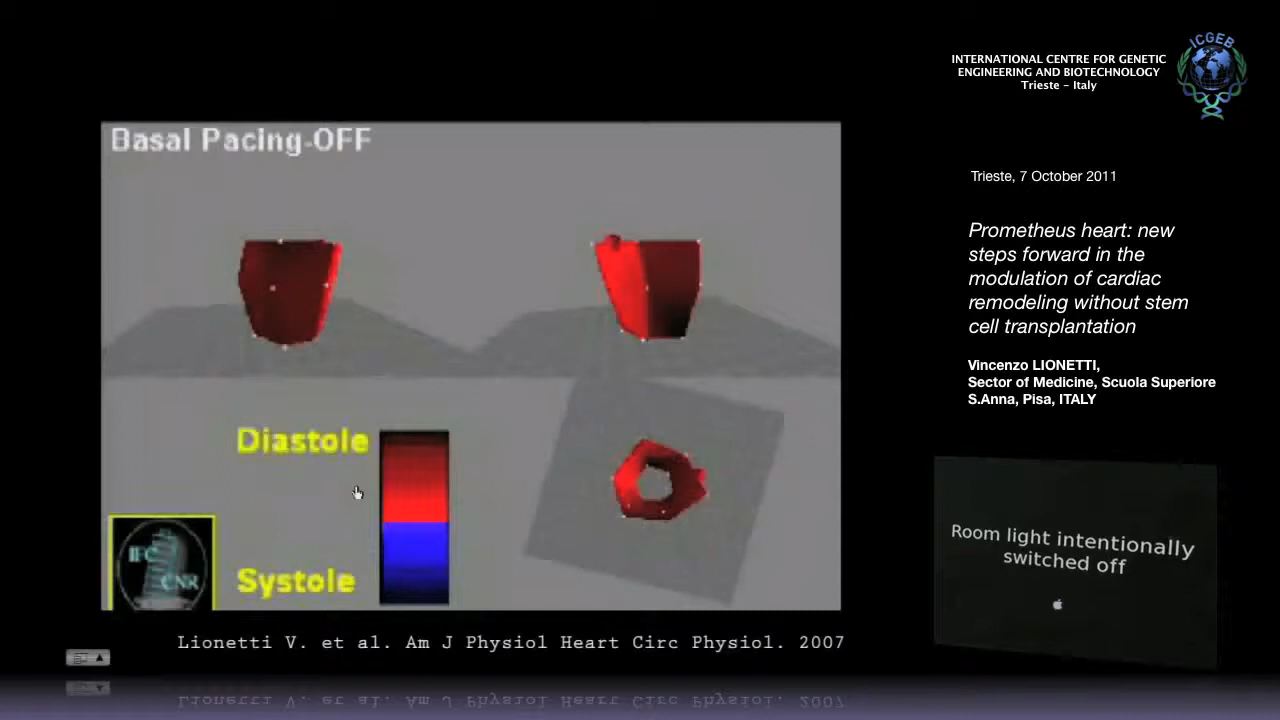 ICGEB
INTERNATIONAL CENTRE FOR GENETIC
ENGINEERING AND BIOTECHNOLOGY
Trieste – Italy
Basal Pacing-OFF
Trieste, 7 October 2011
Prometheus heart: new
steps forward in the
modulation of cardiac
remodeling without stem
cell transplantation
Vincenzo LIONETTI,
Sector of Medicine, Scuola Superiore
S.Anna, Pisa, ITALY
Diastole
Systole
IFC
CNR
Room light intentionally
switched off
Lionetti V. et al. Am J Physiol Heart Circ Physiol. 2007